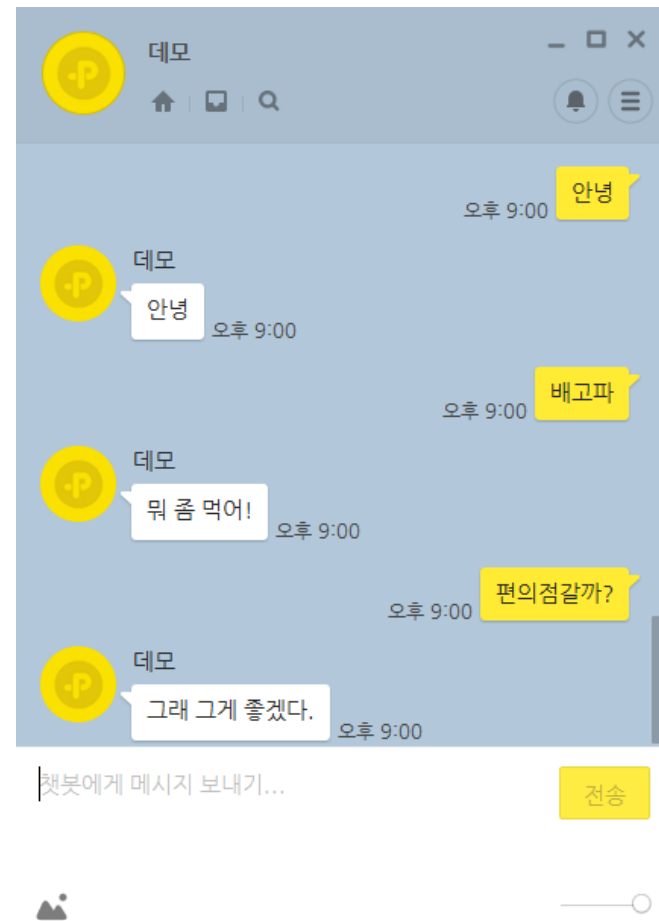 데모
안녕
오후 9:00
데모
안녕
오후 9:00
배고파
오후 9:00
데모
뭐 좀 먹어!
오후 9:00
편의점갈까?
오후 9:00
데모
그래 그게 좋겠다.
오후 9:00
챗봇에게 메시지 보내기...
전송